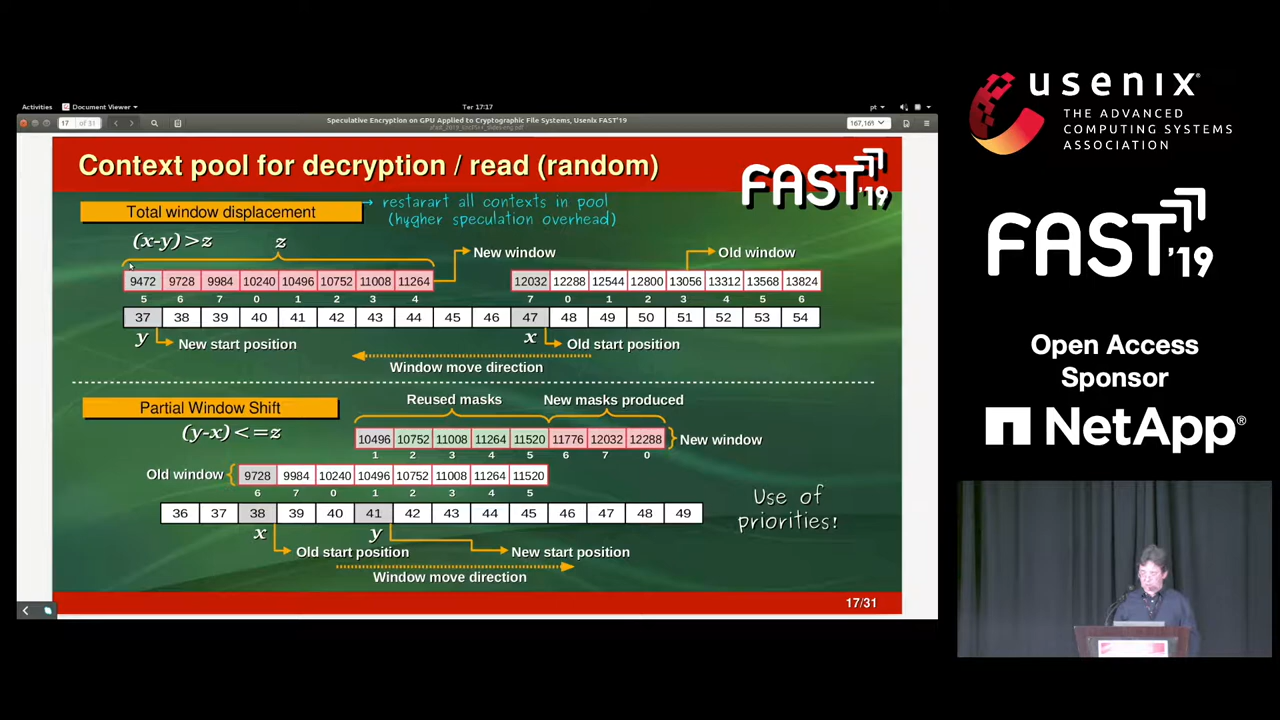 Activities Document Viewer Ter 17:17 pt
17 of 31 Speculative Encryption on GPU Applied to Cryptographic File Systems, Usenix FAST'19
Context pool for decryption / read (random)
FAST '19
Total window displacement
→ restarart all contexts in pool
(hygher speculation overhead)
(x-y)>z
z
New window
Old window
9472 9728 9984 10240 10496 10752 11008 11264
12032 12288 12544 12800 13056 13312 13568 13824
5 6 7 0 1 2 3 4
7 0 1 2 3 4 5 6
37 38 39 40 41 42 43 44 45 46 47 48 49 50 51 52 53 54
y
New start position
x
Old start position
Window move direction
Partial Window Shift
Reused masks
New masks produced
(y-x)<=z
10496 10752 11008 11264 11520 11776 12032 12288
New window
1 2 3 4 5 6 7 0
Old window
9728 9984 10240 10496 10752 11008 11264 11520
6 7 0 1 2 3 4 5
36 37 38 39 40 41 42 43 44 45 46 47 48 49
x
Old start position
y
New start position
Window move direction
Use of
priorities!
17/31
usenix®
THE ADVANCED
COMPUTING SYSTEMS
ASSOCIATION
FAST '19
Open Access
Sponsor
NetApp®